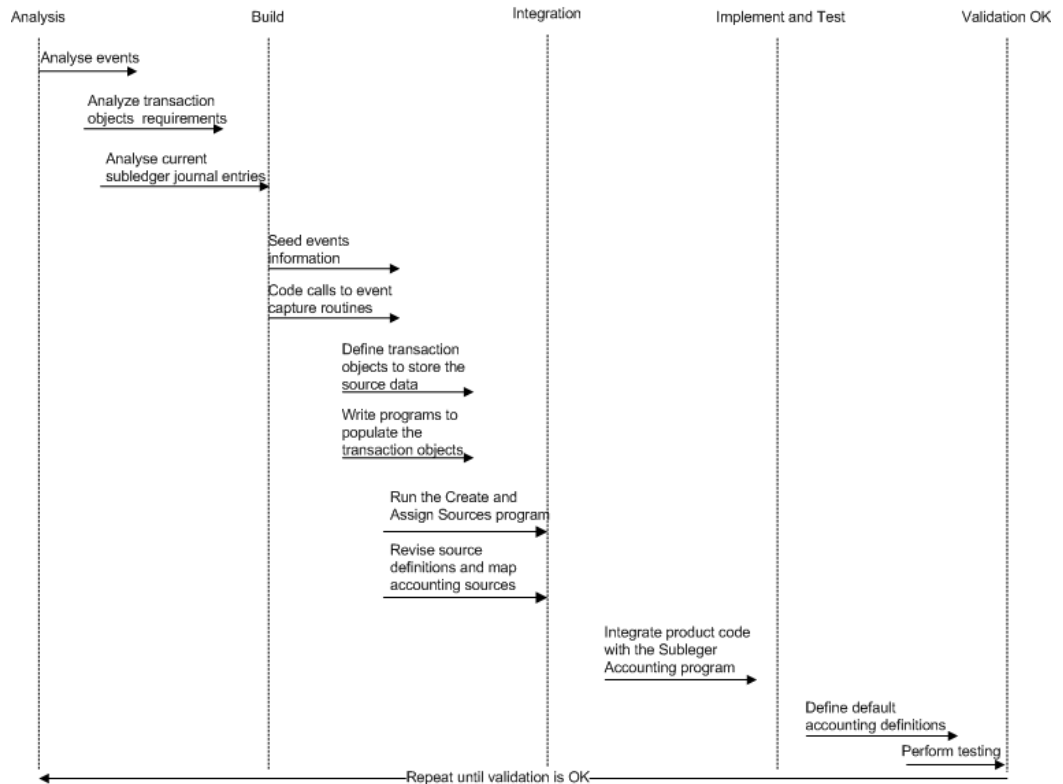 Analysis
Build
Integration
Implement and Test
Validation OK
Analyse events
Analyze transaction
objects requirements
Analyse current
subledger journal entries
Seed events
information
Code calls to event
capture routines
Define transaction
objects to store the
source data
Write programs to
populate the
transaction objects
Run the Create and
Assign Sources program
Revise source
definitions and map
accounting sources
Integrate product code
with the Subleger
Accounting program
Define default
accounting definitions
Perform testing
Repeat until validation is OK